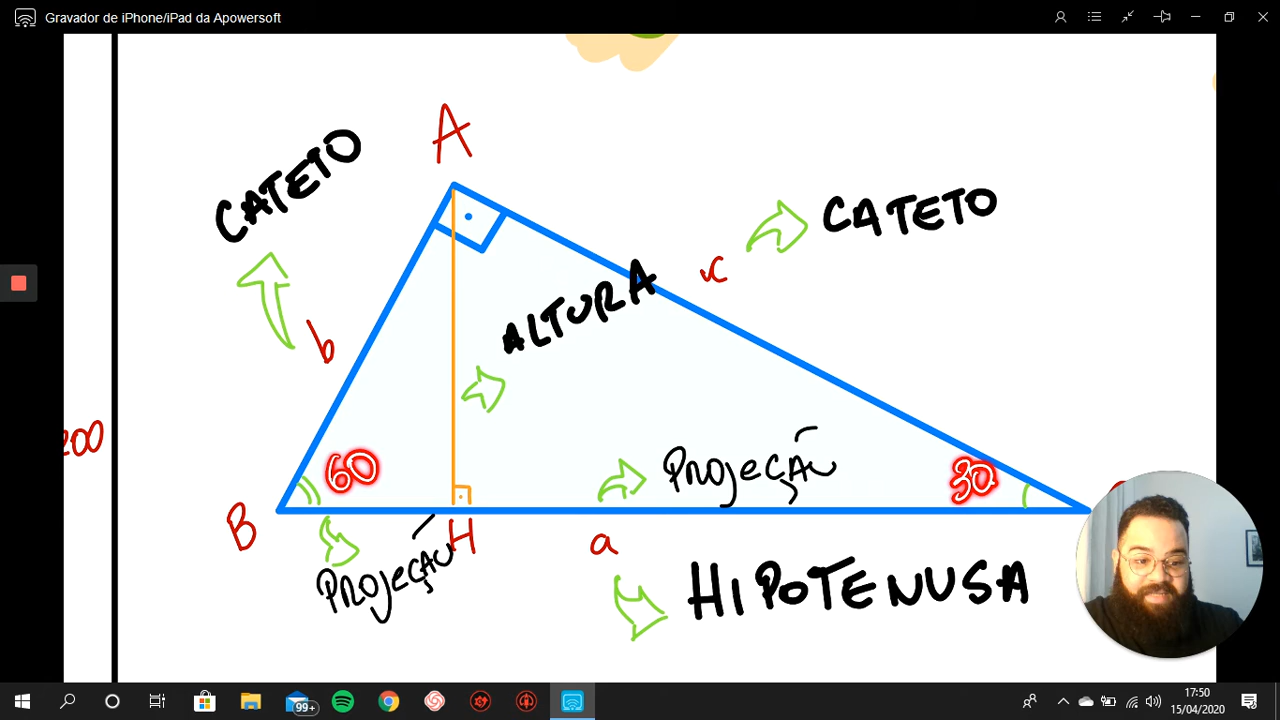 Gravador de iPhone/iPad da Apowersoft
A
CATETO
CATETO
c
ALTURA
b
200
60
PROJEÇÃO
30
B
H
a
PROJEÇÃO
HIPOTENUSA
99+
17:50
15/04/2020